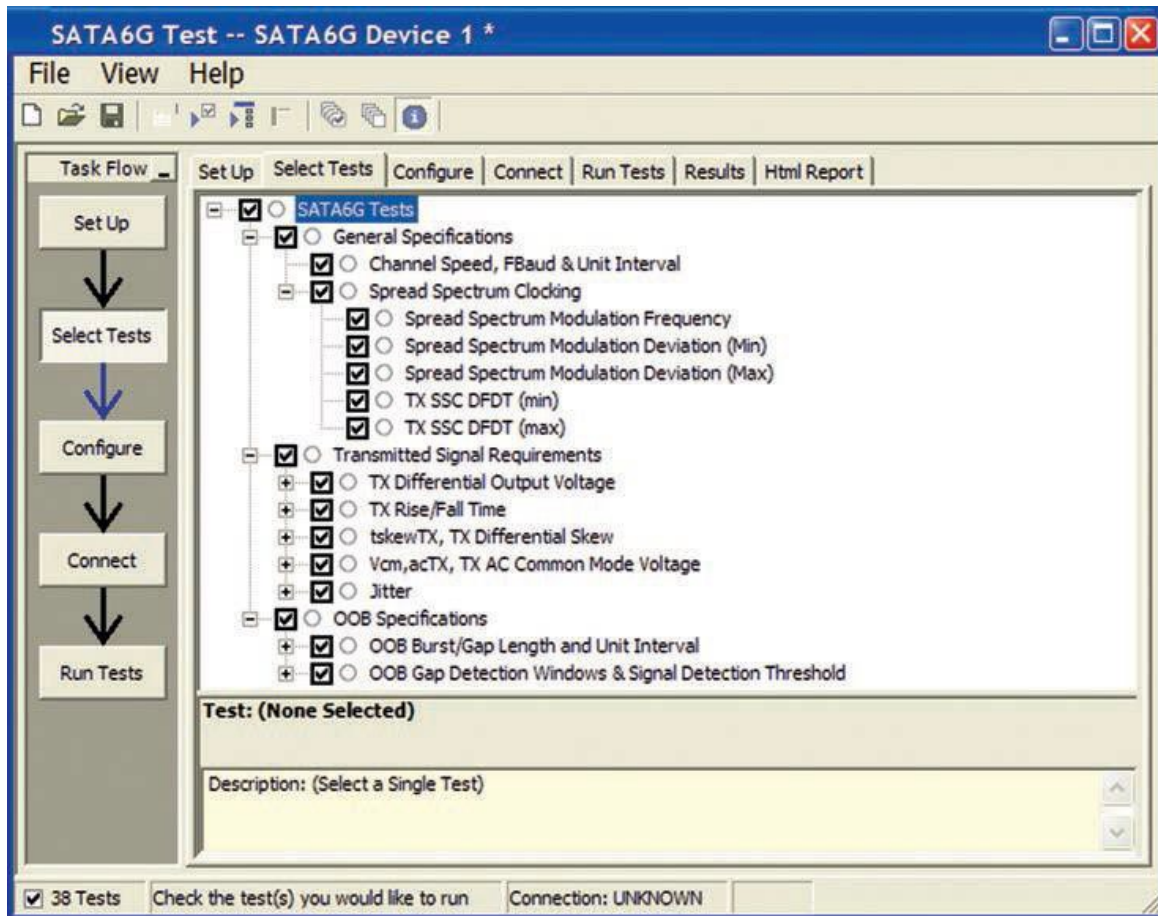 SATA6G Test -- SATA6G Device 1 *
File View Help
Task Flow
Set Up
Select Tests
Configure
Connect
Run Tests
Set Up Select Tests Configure Connect Run Tests Results Html Report
SATA6G Tests
General Specifications
Channel Speed, FBaud & Unit Interval
Spread Spectrum Clocking
Spread Spectrum Modulation Frequency
Spread Spectrum Modulation Deviation (Min)
Spread Spectrum Modulation Deviation (Max)
TX SSC DFDT (min)
TX SSC DFDT (max)
Transmitted Signal Requirements
TX Differential Output Voltage
TX Rise/Fall Time
tskewTX, TX Differential Skew
Vcm,acTX, TX AC Common Mode Voltage
Jitter
OOB Specifications
OOB Burst/Gap Length and Unit Interval
OOB Gap Detection Windows & Signal Detection Threshold
Test: (None Selected)
Description: (Select a Single Test)
38 Tests Check the test(s) you would like to run Connection: UNKNOWN